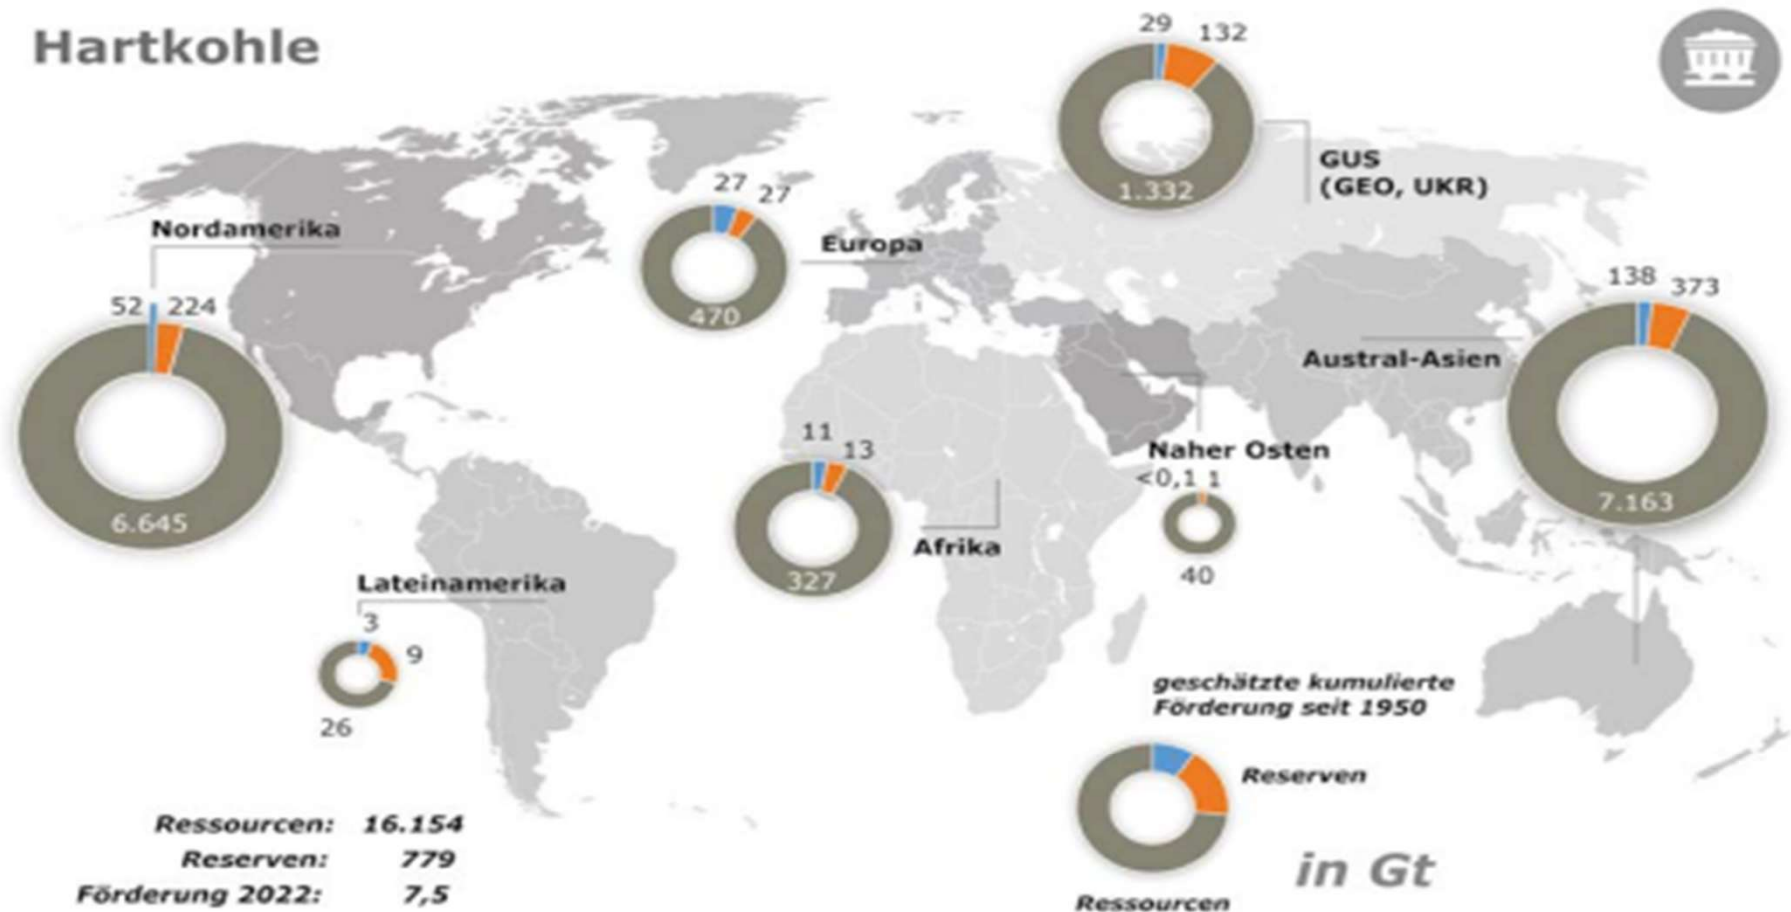 Hartkohle
29 132
1.332
GUS
(GEO, UKR)
Nordamerika
52 224
6.645
27 27
470
Europa
138 373
Austral-Asien
7.163
11 13
327
Afrika
Naher Osten
<0,1 1
40
Lateinamerika
3
9
26
geschätzte kumulierte
Förderung seit 1950
Reserven
Ressourcen
in Gt
Ressourcen: 16.154
Reserven: 779
Förderung 2022: 7,5